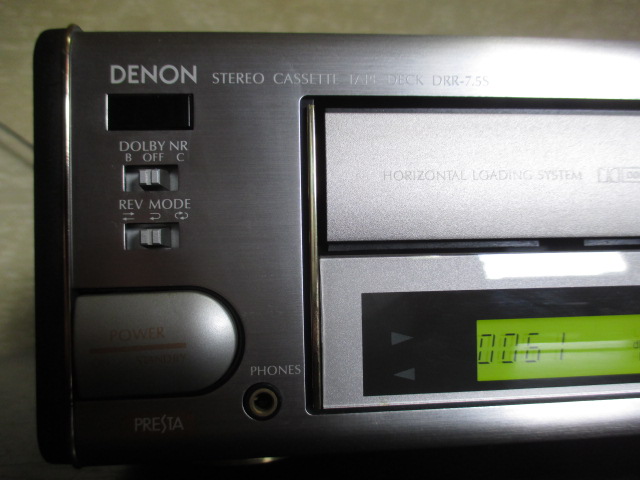 DENON STEREO CASSETTE TAPE DECK DRR-7.5S
DOLBY NR
B OFF C
REV MODE
HORIZONTAL LOADING SYSTEM
POWER
0061
PHONES
PRESTA